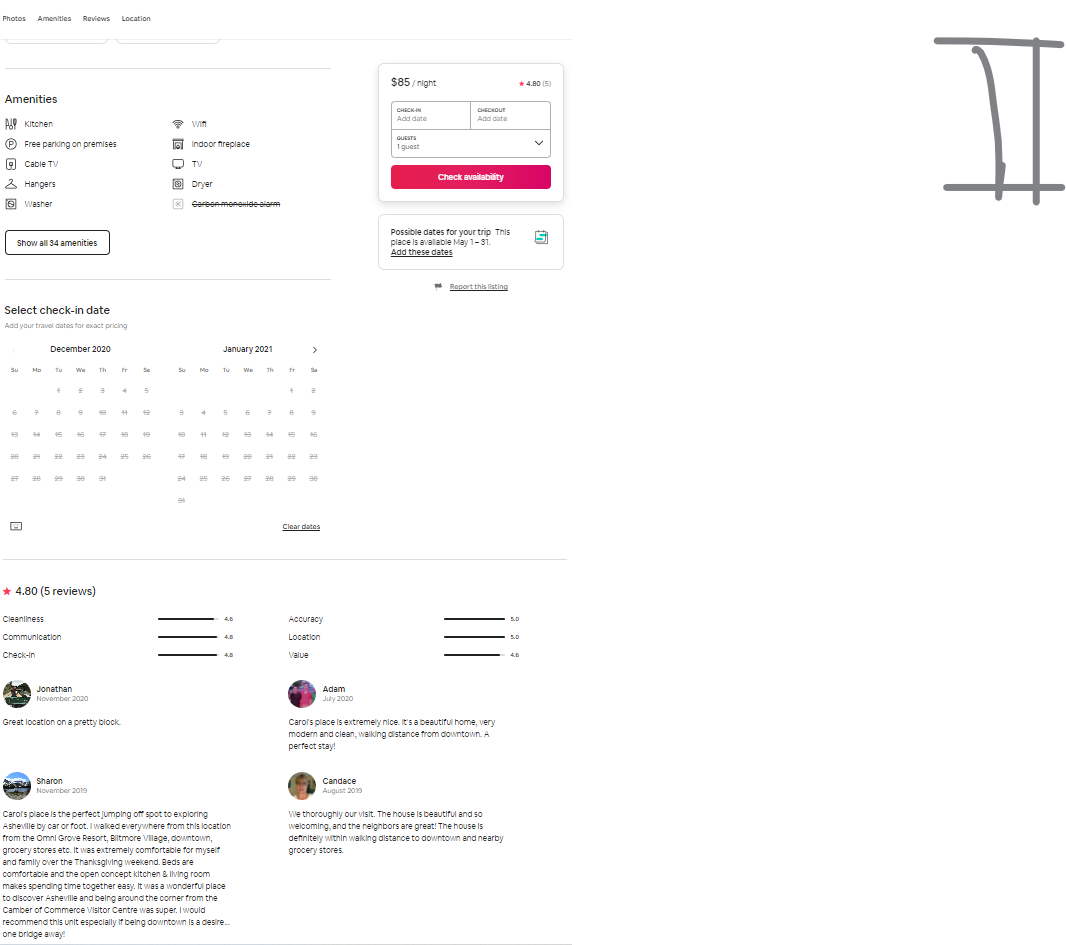 Photos Amenities Reviews Location
Amenities
Kitchen
Wifi
Free parking on premises
Indoor fireplace
Cable TV
TV
Hangers
Dryer
Washer
Carbon monoxide alarm
Show all 34 amenities
$85 / night
4.80 (5)
CHECK-IN
Add date
CHECKOUT
Add date
GUESTS
1 guest
Check availability
Possible dates for your trip This
place is available May 1 – 31.
Add these dates
Report this listing
Select check-in date
Add your travel dates for exact pricing
December 2020
Su Mo Tu We Th Fr Sa
1 2 3 4 5
6 7 8 9 10 11 12
13 14 15 16 17 18 19
20 21 22 23 24 25 26
27 28 29 30 31
January 2021
Su Mo Tu We Th Fr Sa
1 2
3 4 5 6 7 8 9
10 11 12 13 14 15 16
17 18 19 20 21 22 23
24 25 26 27 28 29 30
31
Clear dates
4.80 (5 reviews)
Cleanliness 4.6
Accuracy 5.0
Communication 4.8
Location 5.0
Check-in 4.8
Value 4.6
Jonathan
November 2020
Great location on a pretty block.
Adam
July 2020
Carol's place is extremely nice. It's a beautiful home, very
modern and clean, walking distance from downtown. A
perfect stay!
Sharon
November 2019
Carol's place is the perfect jumping off spot to exploring
Asheville by car or foot. I walked everywhere from this location
from the Omni Grove Resort, Biltmore Village, downtown,
grocery stores etc. It was extremely comfortable for myself
and family over the Thanksgiving weekend. Beds are
comfortable and the open concept kitchen & living room
makes spending time together easy. It was a wonderful place
to discover Asheville and being around the corner from the
Camber of Commerce Visitor Centre was super. I would
recommend this unit especially if being downtown is a desire...
one bridge away!
Candace
August 2019
We thoroughly our visit. The house is beautiful and so
welcoming, and the neighbors are great! The house is
definitely within walking distance to downtown and nearby
grocery stores.
II